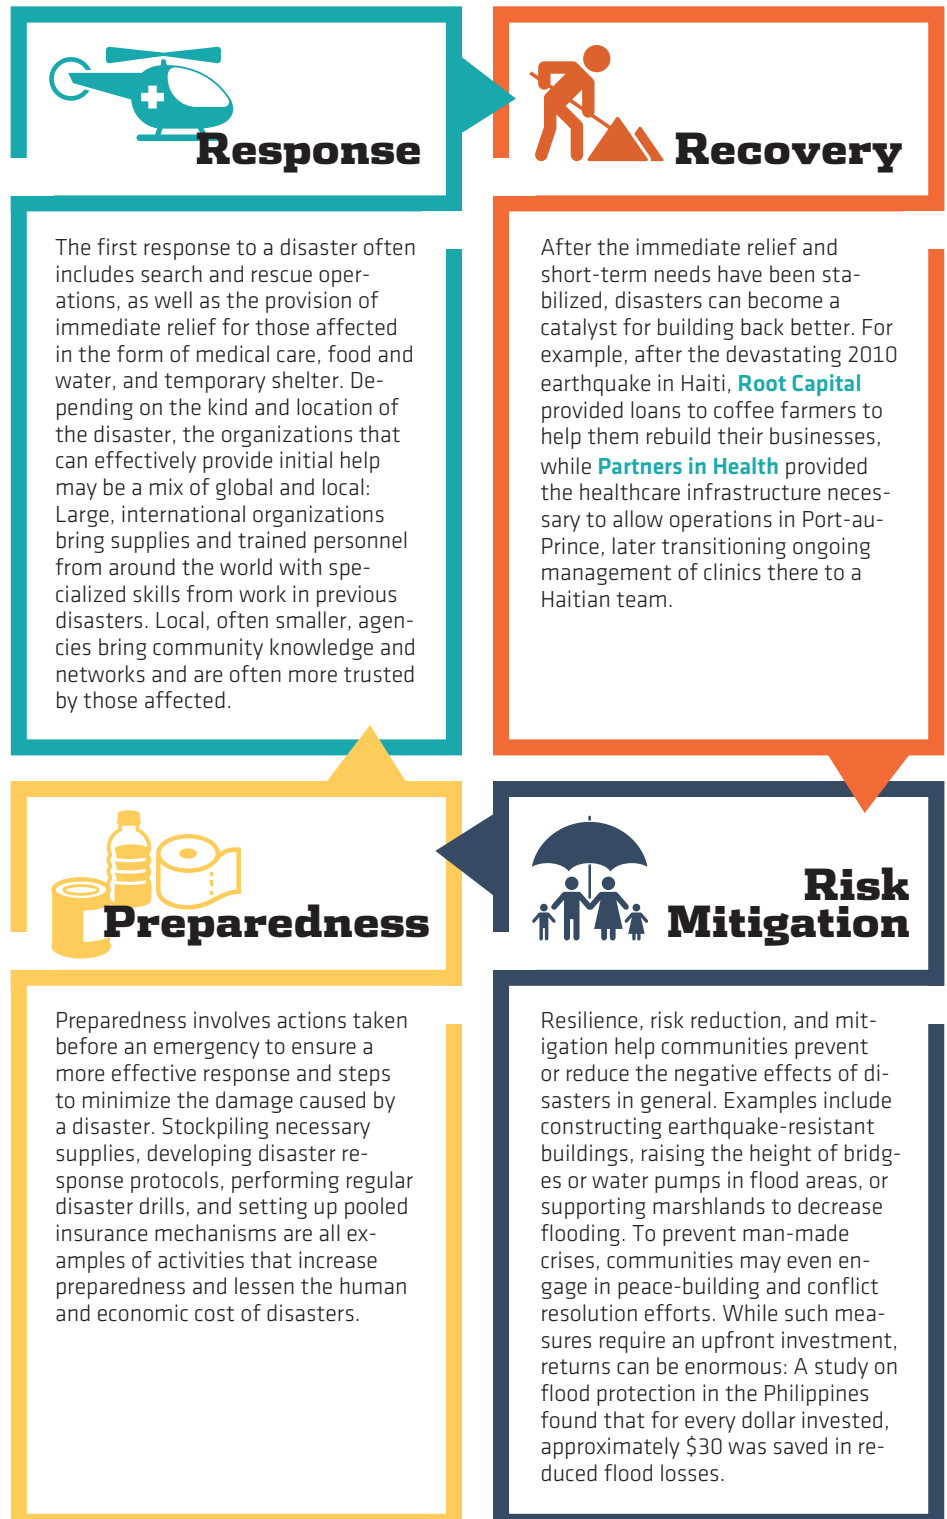 Response
The first response to a disaster often
includes search and rescue oper-
ations, as well as the provision of
immediate relief for those affected
in the form of medical care, food and
water, and temporary shelter. De-
pending on the kind and location of
the disaster, the organizations that
can effectively provide initial help
may be a mix of global and local:
Large, international organizations
bring supplies and trained personnel
from around the world with spe-
cialized skills from work in previous
disasters. Local, often smaller, agen-
cies bring community knowledge and
networks and are often more trusted
by those affected.
Recovery
After the immediate relief and
short-term needs have been sta-
bilized, disasters can become a
catalyst for building back better. For
example, after the devastating 2010
earthquake in Haiti, Root Capital
provided loans to coffee farmers to
help them rebuild their businesses,
while Partners in Health provided
the healthcare infrastructure neces-
sary to allow operations in Port-au-
Prince, later transitioning ongoing
management of clinics there to a
Haitian team.
Preparedness
Preparedness involves actions taken
before an emergency to ensure a
more effective response and steps
to minimize the damage caused by
a disaster. Stockpiling necessary
supplies, developing disaster re-
sponse protocols, performing regular
disaster drills, and setting up pooled
insurance mechanisms are all ex-
amples of activities that increase
preparedness and lessen the human
and economic cost of disasters.
Risk
Mitigation
Resilience, risk reduction, and mit-
igation help communities prevent
or reduce the negative effects of di-
sasters in general. Examples include
constructing earthquake-resistant
buildings, raising the height of bridg-
es or water pumps in flood areas, or
supporting marshlands to decrease
flooding. To prevent man-made
crises, communities may even en-
gage in peace-building and conflict
resolution efforts. While such mea-
sures require an upfront investment,
returns can be enormous: A study on
flood protection in the Philippines
found that for every dollar invested,
approximately $30 was saved in re-
duced flood losses.